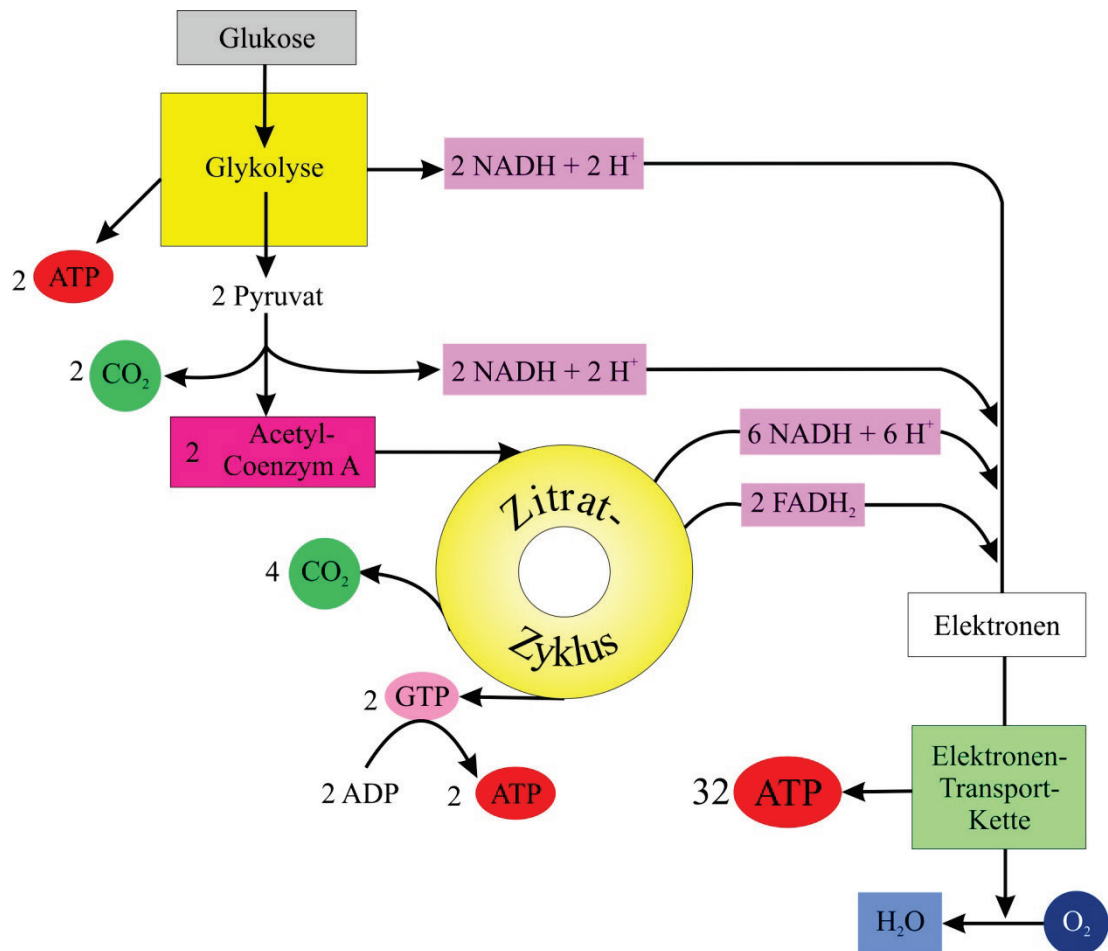 Glukose
Glykolyse
2 NADH + 2 H⁺
2 ATP
2 Pyruvat
2 CO₂
2 NADH + 2 H⁺
2 Acetyl-
Coenzym A
6 NADH + 6 H⁺
2 FADH₂
Zitrat-
Zyklus
4 CO₂
Elektronen
2 GTP
2 ADP
2 ATP
32 ATP
Elektronen-
Transport-
Kette
H₂O
O₂